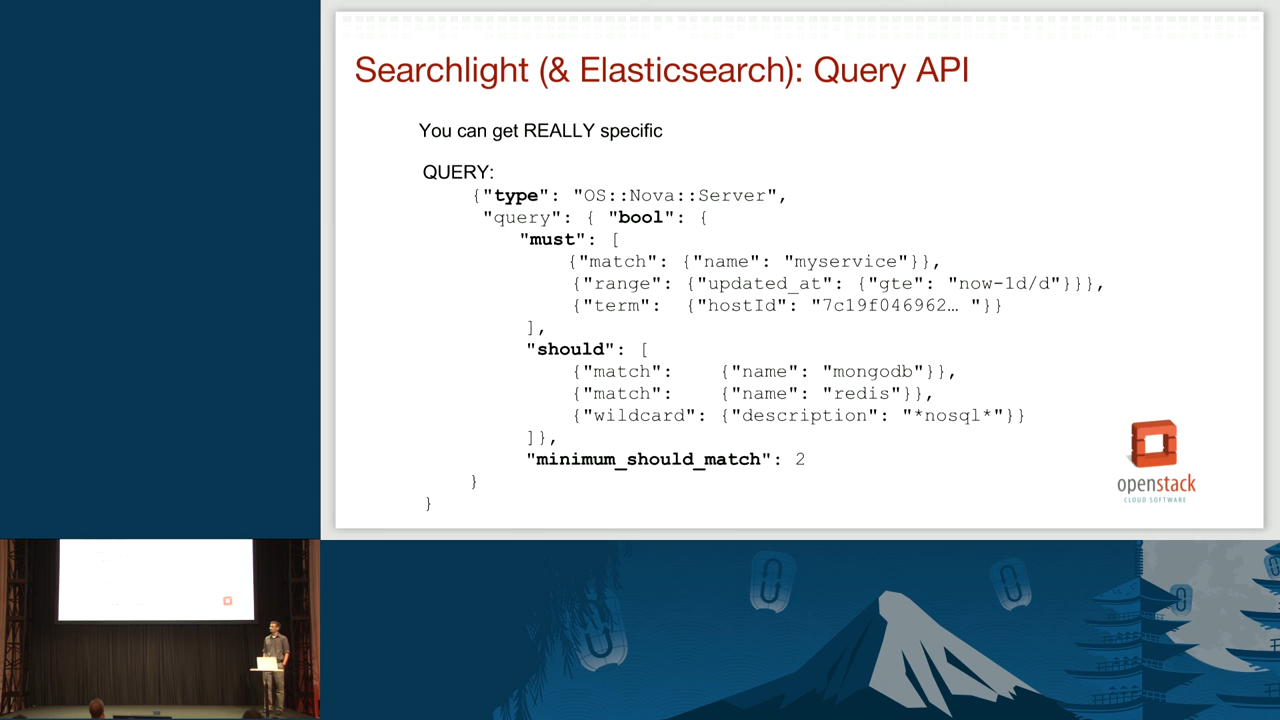 Searchlight (& Elasticsearch): Query API
You can get REALLY specific
QUERY:
{"type": "OS::Nova::Server",
"query": { "bool": {
"must": [
{"match": {"name": "myservice"}},
{"range": {"updated_at": {"gte": "now-1d/d"}}},
{"term": {"hostId": "7c19f046962… "}}
],
"should": [
{"match": {"name": "mongodb"}},
{"match": {"name": "redis"}},
{"wildcard": {"description": "*nosql*"}}
]},
"minimum_should_match": 2
}
}
openstack
CLOUD SOFTWARE